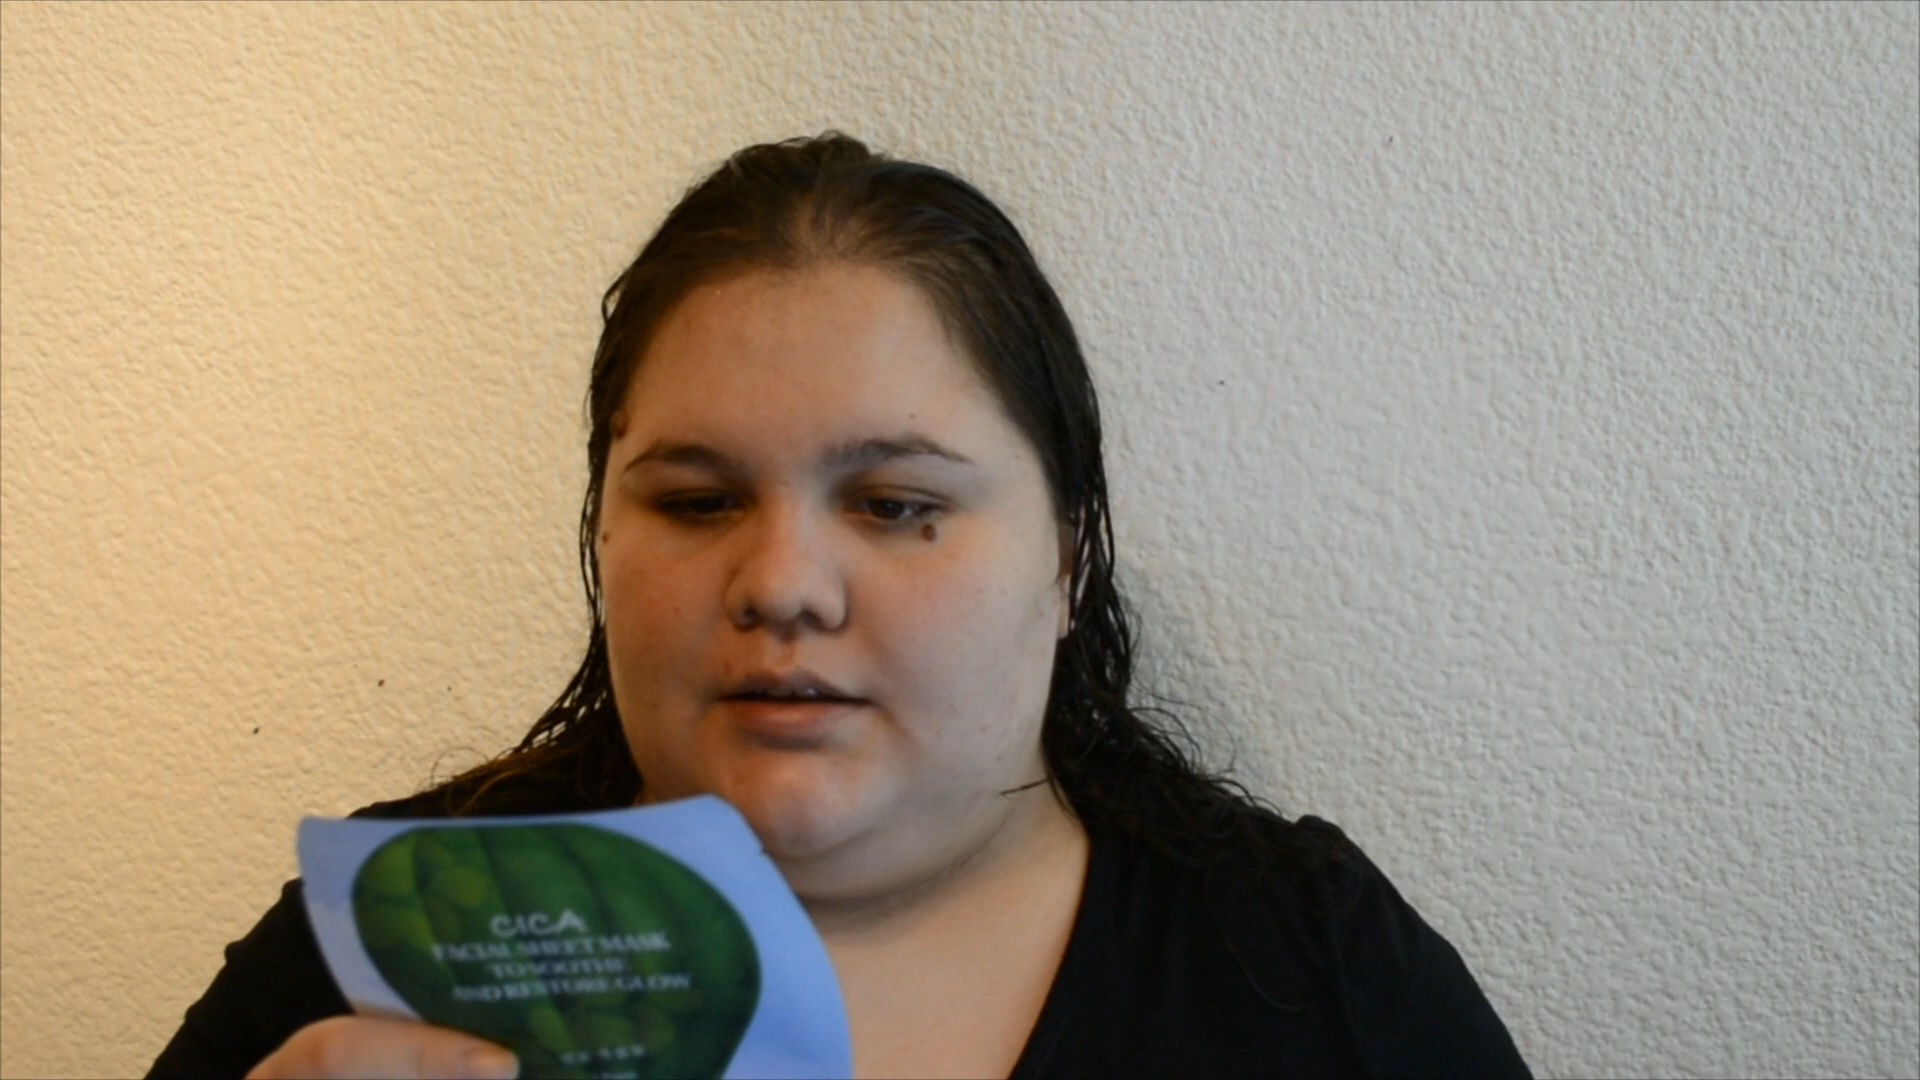 CICA
FACIAL SHEET MASK
TO SOOTHE
AND RESTORE GLOW